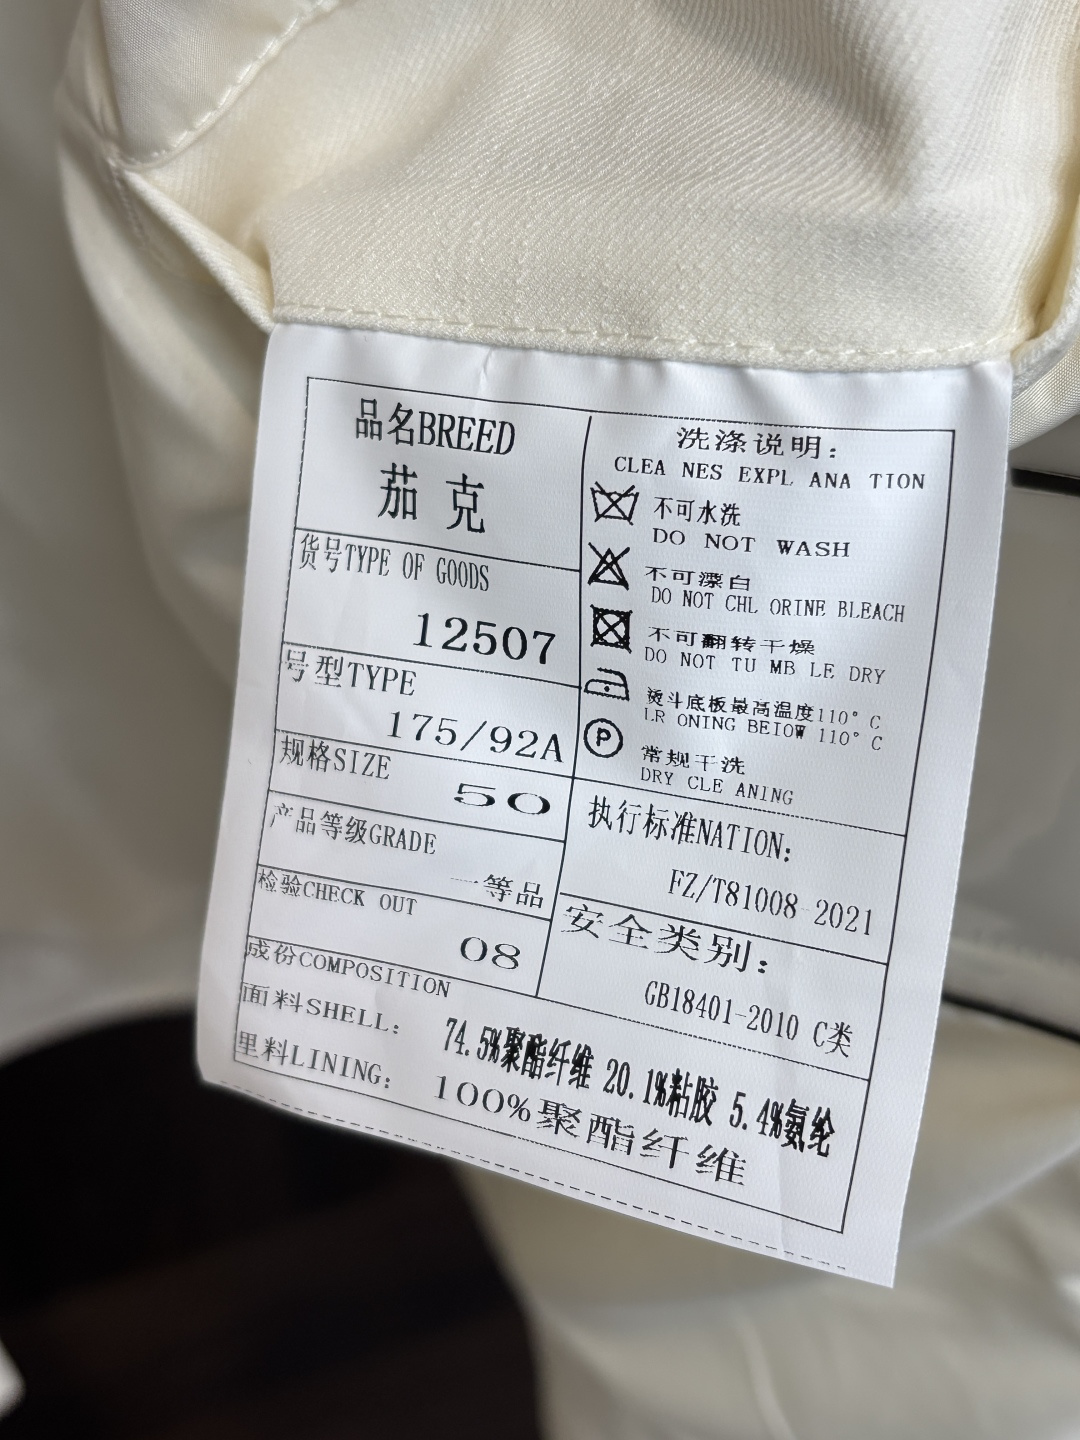 品名BREED
茄克
货号TYPE OF GOODS
12507
号型TYPE
175/92A
规格SIZE
50
产品等级GRADE
一等品
检验CHECK OUT
08
洗涤说明:
CLEA NES EXPL ANA TION
不可水洗
DO NOT WASH
不可漂白
DO NOT CHL ORINE BLEACH
不可翻转干燥
DO NOT TU MB LE DRY
烫斗底板最高温度110°C
I.R ONING BEIOW 110°C
P
常规干洗
DRY CLE ANING
执行标准NATION:
FZ/T81008-2021
安全类别:
GB18401-2010 C类
成份COMPOSITION
面料SHELL: 74.5%聚酯纤维 20.1%粘胶 5.4%氨纶
里料LINING: 100%聚酯纤维